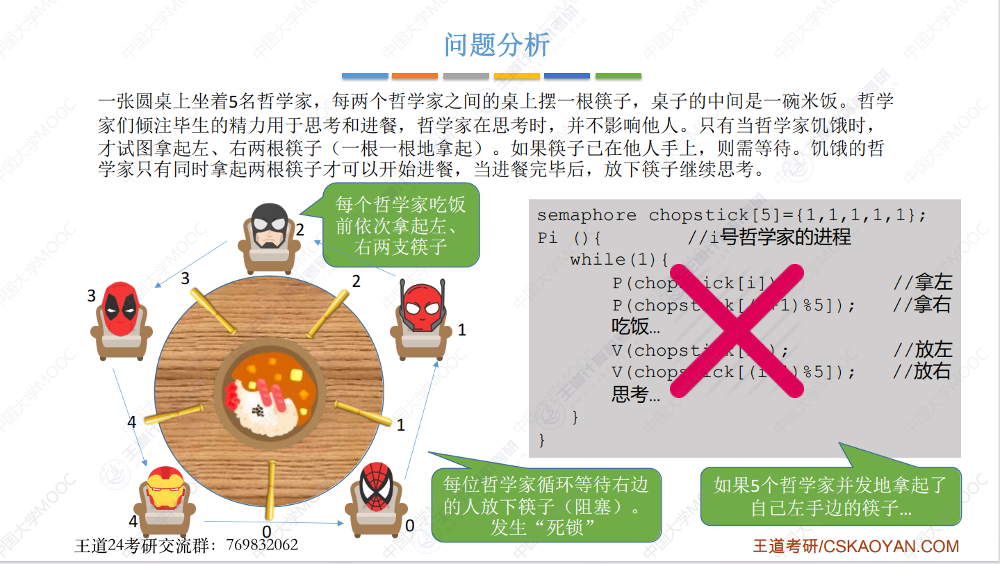 问题分析
一张圆桌上坐着5名哲学家，每两个哲学家之间的桌上摆一根筷子，桌子的中间是一碗米饭。哲学
家们倾注毕生的精力用于思考和进餐，哲学家在思考时，并不影响他人。只有当哲学家饥饿时，
才试图拿起左、右两根筷子（一根一根地拿起）。如果筷子已在他人手上，则需等待。饥饿的哲
学家只有同时拿起两根筷子才可以开始进餐，当进餐完毕后，放下筷子继续思考。
每个哲学家吃饭
前依次拿起左、
右两支筷子
2
3
2
3
1
4
1
4
0
0
semaphore chopstick[5]={1,1,1,1,1};
Pi (){ //i号哲学家的进程
while(1){
P(chopstick[i]) //拿左
P(chopstick[(i+1)%5]); //拿右
吃饭…
V(chopstick[i]); //放左
V(chopstick[(i+1)%5]); //放右
思考…
}
}
每位哲学家循环等待右边
的人放下筷子（阻塞）。
发生“死锁”
如果5个哲学家并发地拿起了
自己左手边的筷子…
王道24考研交流群：769832062
王道考研/CSKAOYAN.COM
中国大学MOOC